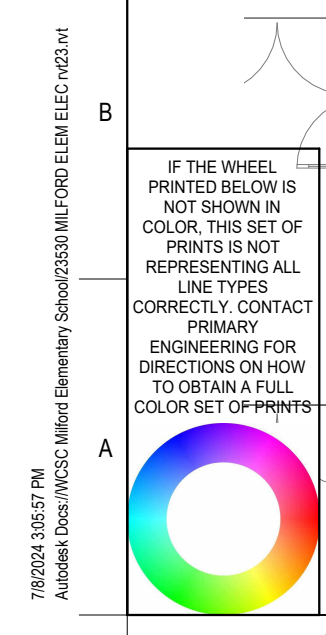 7/8/2024 3:05:57 PM
Autodesk Docs://WCSC Milford Elementary School/23530 MILFORD ELEM ELEC rvt23.rvt
B
IF THE WHEEL
PRINTED BELOW IS
NOT SHOWN IN
COLOR, THIS SET OF
PRINTS IS NOT
REPRESENTING ALL
LINE TYPES
CORRECTLY. CONTACT
PRIMARY
ENGINEERING FOR
DIRECTIONS ON HOW
TO OBTAIN A FULL
COLOR SET OF PRINTS
A